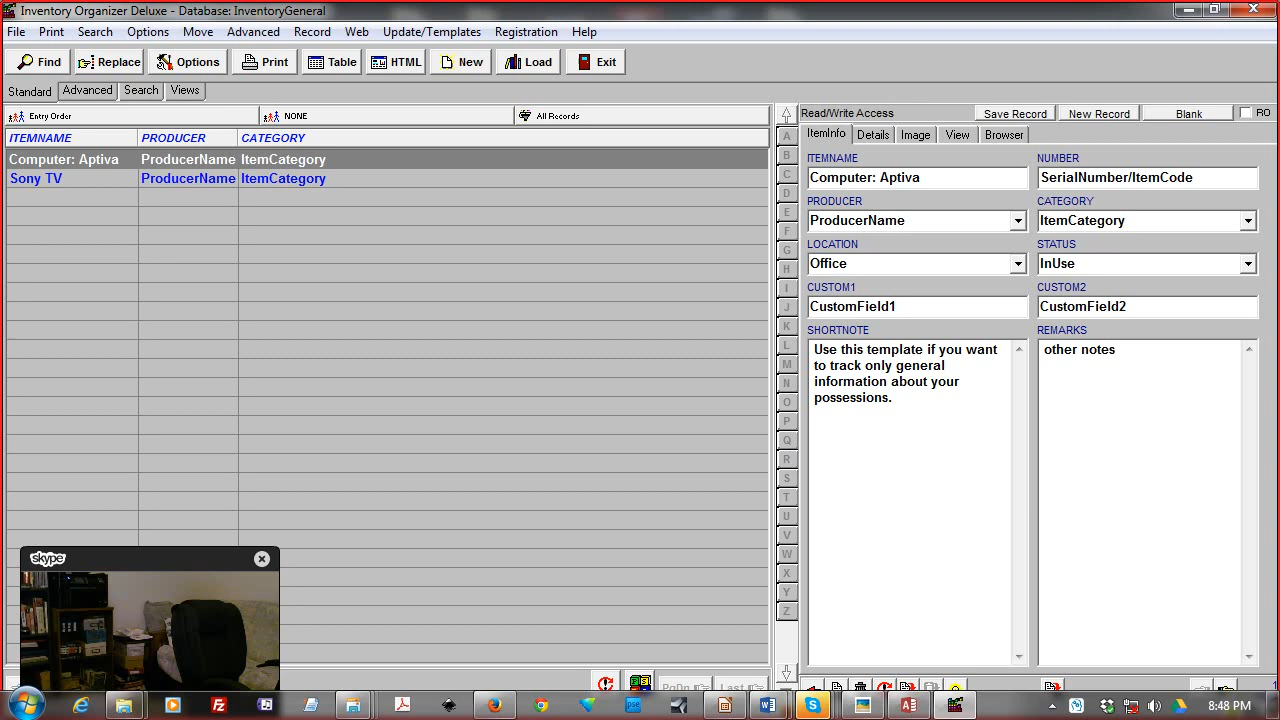 Inventory Organizer Deluxe - Database: InventoryGeneral
File Print Search Options Move Advanced Record Web Update/Templates Registration Help
Find Replace Options Print Table HTML New Load Exit
Standard Advanced Search Views
Entry Order NONE All Records
Read/Write Access Save Record New Record Blank RO
ITEMNAME PRODUCER CATEGORY
Computer: Aptiva ProducerName ItemCategory
Sony TV ProducerName ItemCategory
A
B
C
D
E
F
G
H
I
J
K
L
M
N
O
P
Q
R
S
T
U
V
W
X
Y
Z
ItemInfo Details Image View Browser
ITEMNAME NUMBER
Computer: Aptiva SerialNumber/ItemCode
PRODUCER CATEGORY
ProducerName ItemCategory
LOCATION STATUS
Office InUse
CUSTOM1 CUSTOM2
CustomField1 CustomField2
SHORTNOTE REMARKS
Use this template if you want other notes
to track only general
information about your
possessions.
skype
PgDn Last
8:48 PM